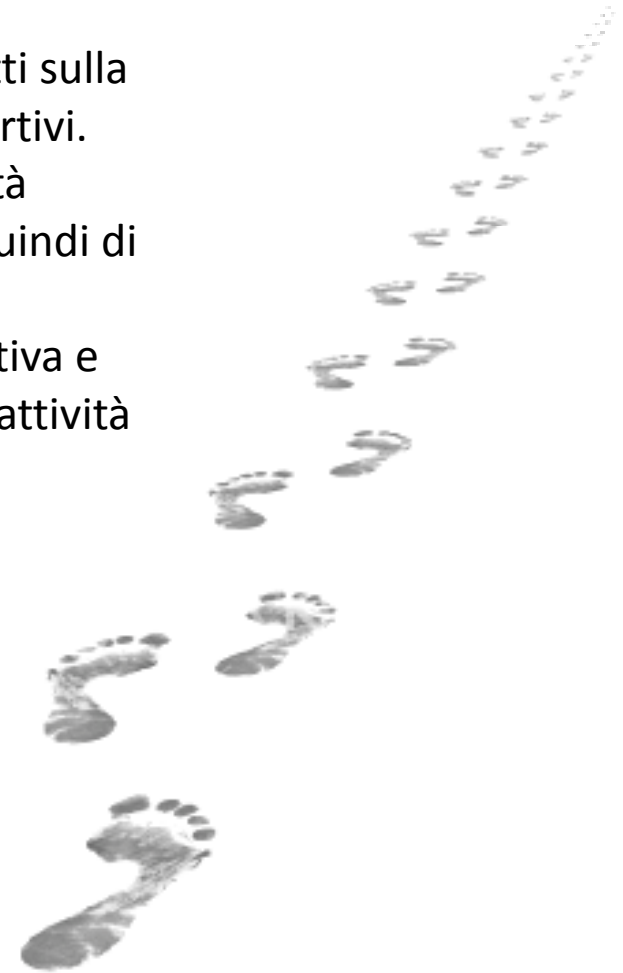 ti sulla
rtivi.
tà
uindi di
tiva e
attività